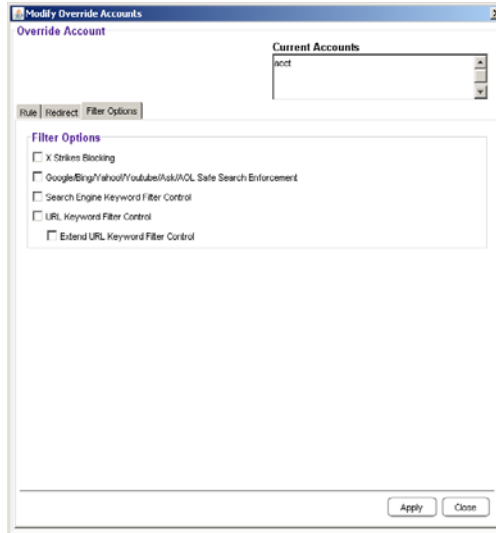 Modify Override Accounts
Override Account
Current Accounts
acct
Rule Redirect Filter Options
Filter Options
X Strikes Blocking
Google/Bing/Yahoo!/Youtube/Ask/AOL Safe Search Enforcement
Search Engine Keyword Filter Control
URL Keyword Filter Control
Extend URL Keyword Filter Control
Apply Close